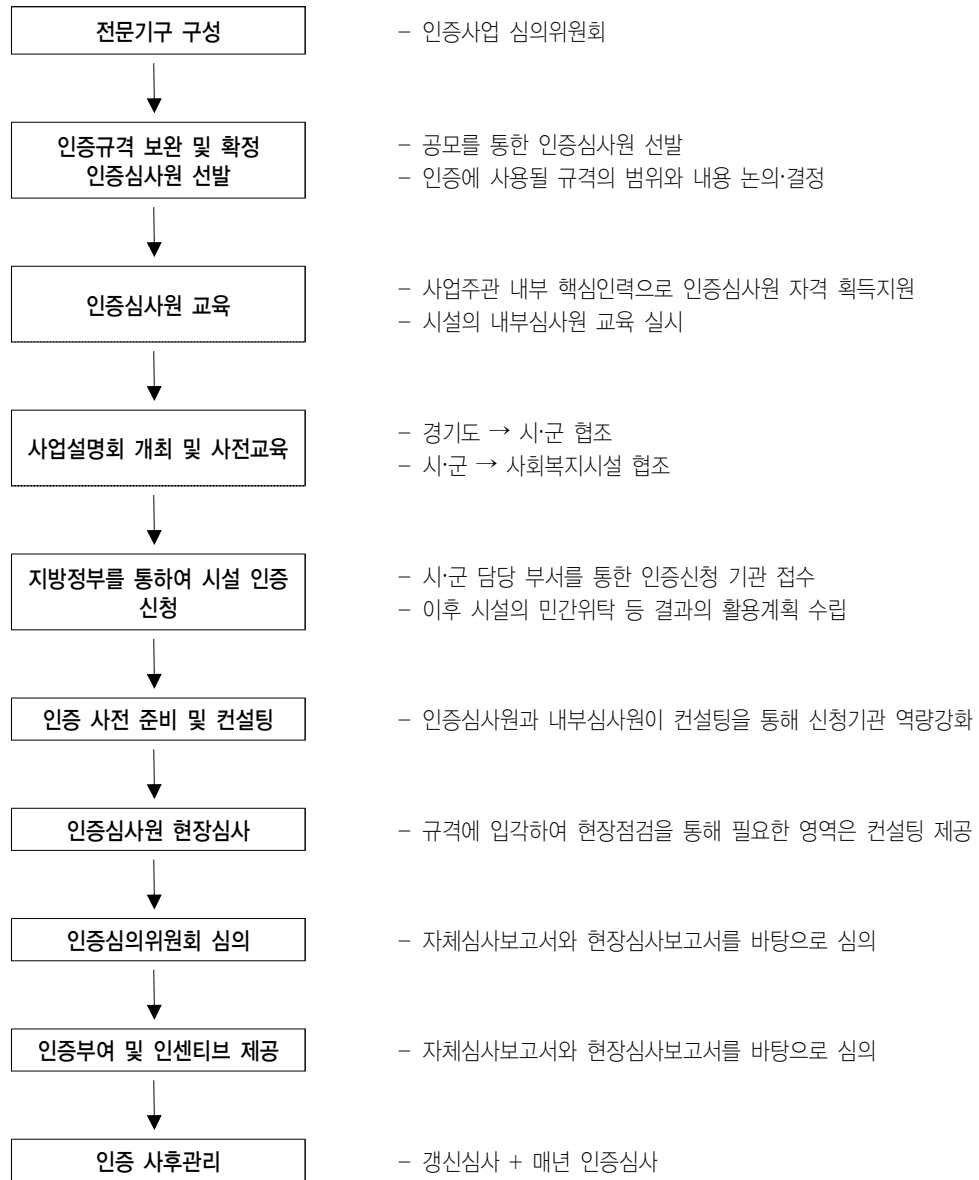 전문기구 구성
– 인증사업 심의위원회
인증규격 보완 및 확정
인증심사원 선발
– 공모를 통한 인증심사원 선발
– 인증에 사용될 규격의 범위와 내용 논의·결정
인증심사원 교육
– 사업주관 내부 핵심인력으로 인증심사원 자격 획득지원
– 시설의 내부심사원 교육 실시
사업설명회 개최 및 사전교육
– 경기도 → 시·군 협조
– 시·군 → 사회복지시설 협조
지방정부를 통하여 시설 인증
신청
– 시·군 담당 부서를 통한 인증신청 기관 접수
– 이후 시설의 민간위탁 등 결과의 활용계획 수립
인증 사전 준비 및 컨설팅
– 인증심사원과 내부심사원이 컨설팅을 통해 신청기관 역량강화
인증심사원 현장심사
– 규격에 입각하여 현장점검을 통해 필요한 영역은 컨설팅 제공
인증심의위원회 심의
– 자체심사보고서와 현장심사보고서를 바탕으로 심의
인증부여 및 인센티브 제공
– 자체심사보고서와 현장심사보고서를 바탕으로 심의
인증 사후관리
– 갱신심사 + 매년 인증심사